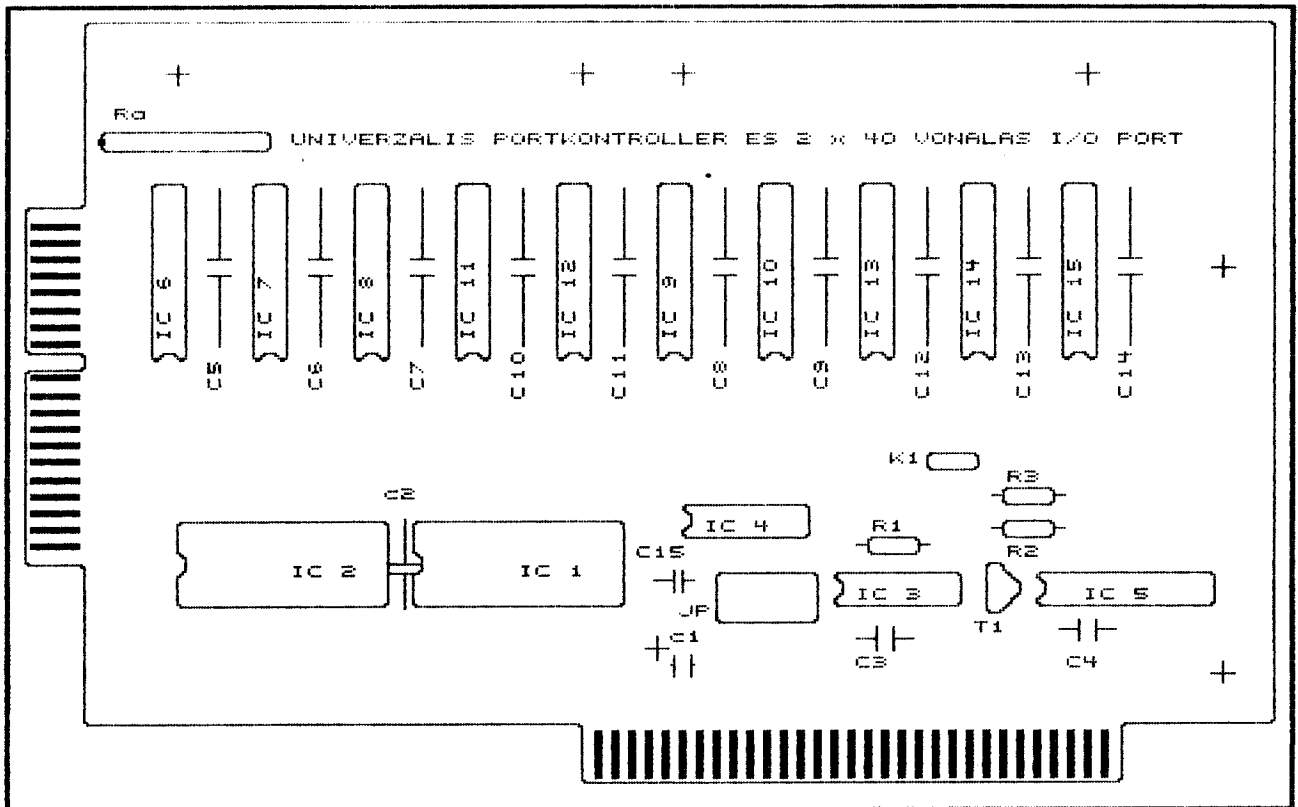 Ra
UNIVERZALIS PORTKONTROLLER ES 2 x 40 VONALAS I/O PORT
IC 6
C5
IC 7
C6
IC 8
C7
IC 11
C10
IC 12
C11
IC 9
C8
IC 10
C9
IC 13
C12
IC 14
C13
IC 15
C14
K1
R3
c2
IC 4
R1
R2
C15
IC 2
IC 1
JP
IC 3
IC 5
T1
c1
C3
C4